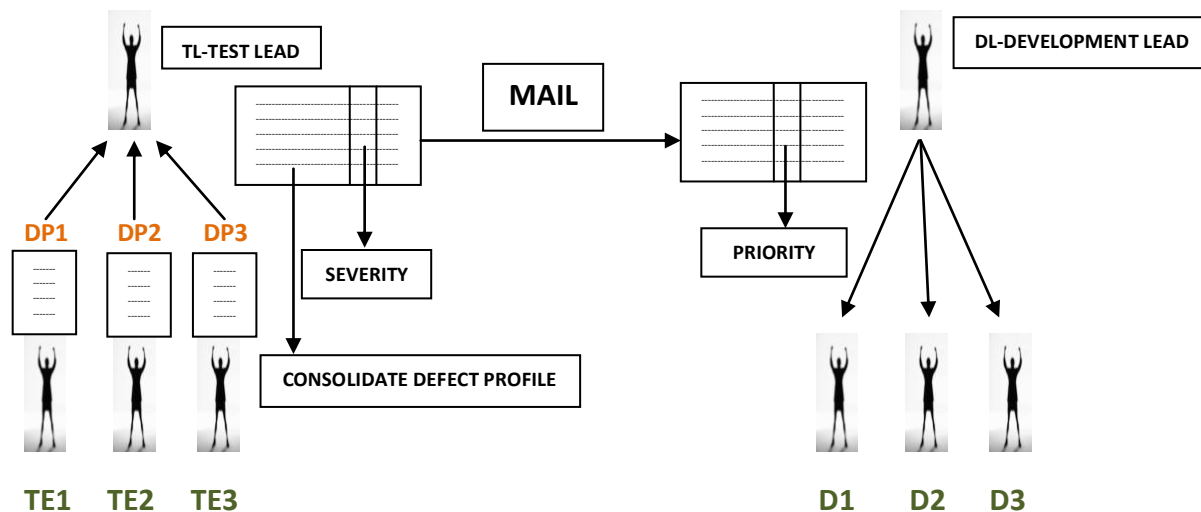 TL-TEST LEAD
DL-DEVELOPMENT LEAD
MAIL
DP1 DP2 DP3
SEVERITY
PRIORITY
CONSOLIDATE DEFECT PROFILE
TE1 TE2 TE3
D1 D2 D3